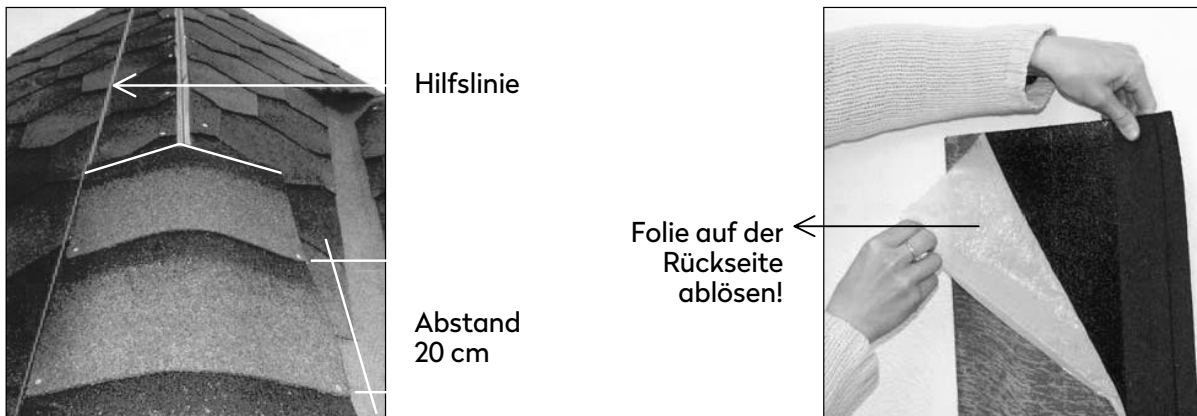 Hilfslinie
Abstand
20 cm
Folie auf der
Rückseite
ablösen!